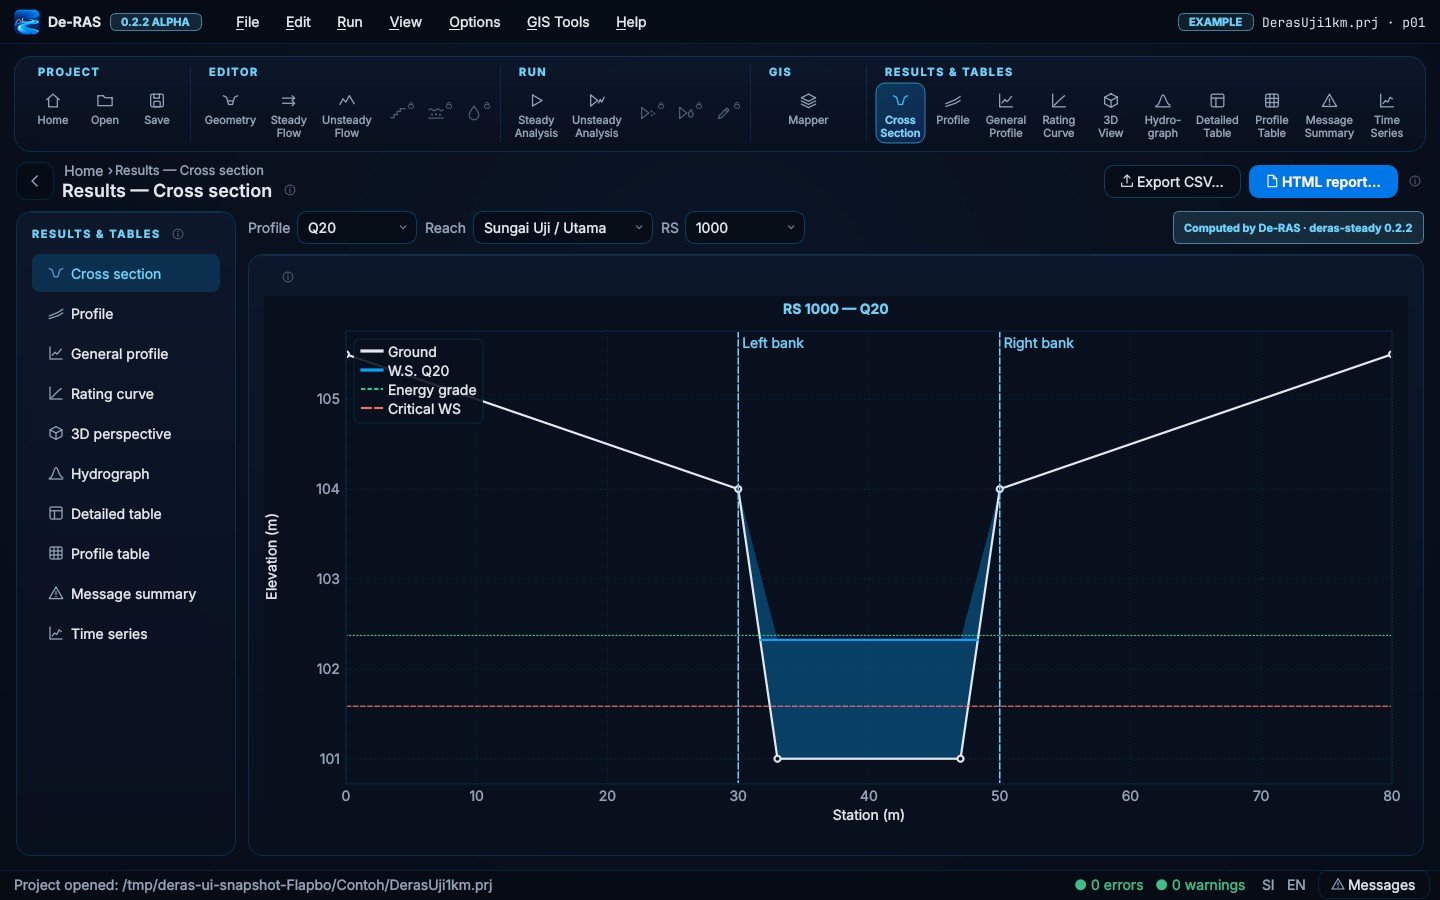 De-RAS 0.2.2 ALPHA File Edit Run View Options GIS Tools Help EXAMPLE DerasUji1km.prj · p01
PROJECT
Home Open Save
EDITOR
Geometry Steady Flow Unsteady Flow
RUN
Steady Analysis Unsteady Analysis
GIS
Mapper
RESULTS & TABLES
Cross Section Profile General Profile Rating Curve 3D View Hydro-graph Detailed Table Profile Table Message Summary Time Series
Home › Results — Cross section
Results — Cross section
Export CSV... HTML report...
RESULTS & TABLES
Cross section
Profile
General profile
Rating curve
3D perspective
Hydrograph
Detailed table
Profile table
Message summary
Time series
Profile Q20 Reach Sungai Uji / Utama RS 1000
Computed by De-RAS · deras-steady 0.2.2
RS 1000 — Q20
Ground
W.S. Q20
Energy grade
Critical WS
Left bank
Right bank
Elevation (m)
105
104
103
102
101
0 10 20 30 40 50 60 70 80
Station (m)
Project opened: /tmp/deras-ui-snapshot-Flapbo/Contoh/DerasUji1km.prj
0 errors 0 warnings SI EN Messages